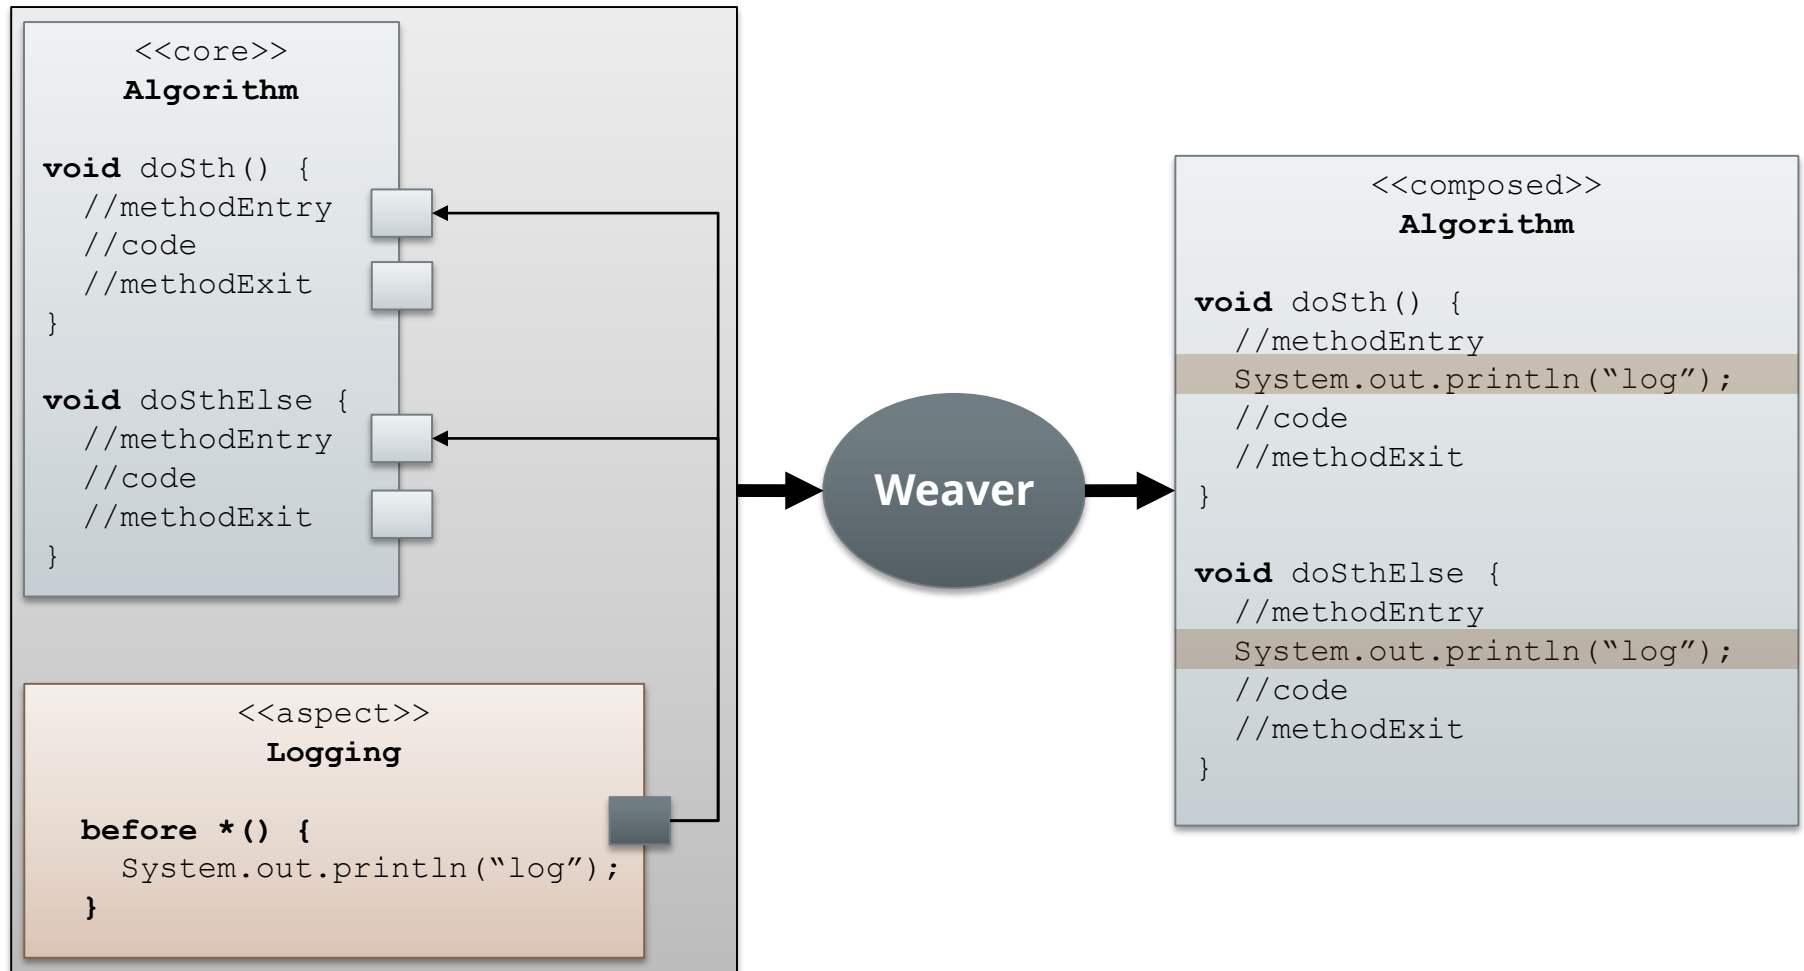 <<core>>
Algorithm
void doSth() {
//methodEntry
//code
//methodExit
}
void doSthElse {
//methodEntry
//code
//methodExit
}
<<aspect>>
Logging
before *() {
System.out.println(“log”);
}
Weaver
<<composed>>
Algorithm
void doSth() {
//methodEntry
System.out.println(“log”);
//code
//methodExit
}
void doSthElse {
//methodEntry
System.out.println(“log”);
//code
//methodExit
}